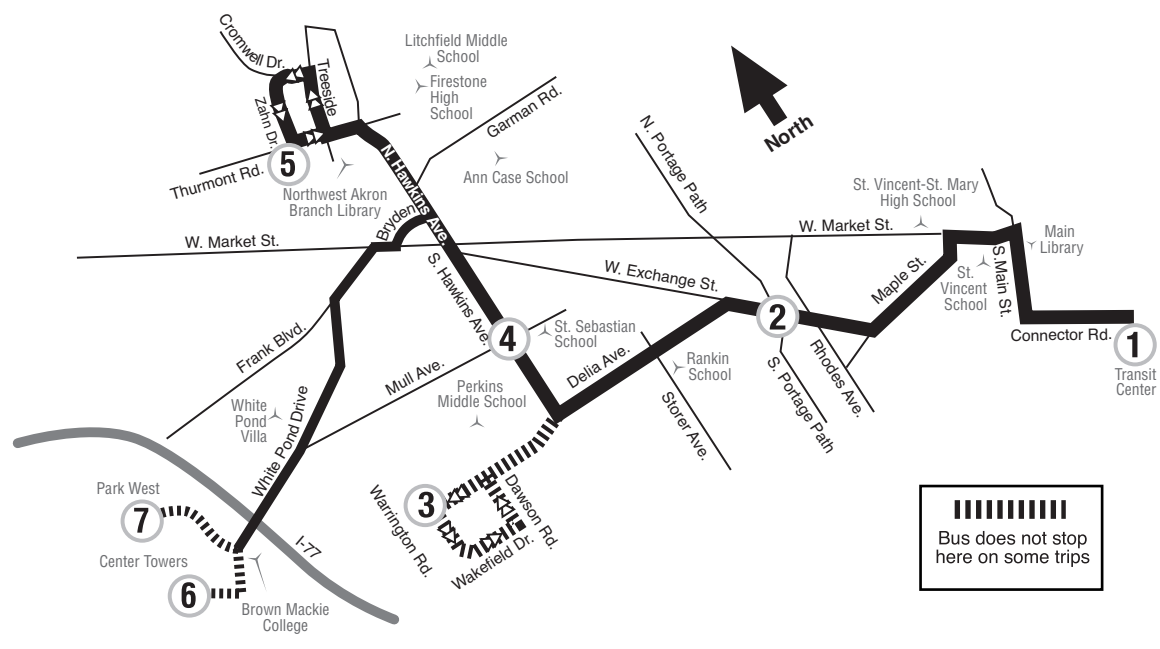 Cromwell Dr.
Treeside
Zahn Dr.
Litchfield Middle
School
Firestone
High
School
Garman Rd.
North
N. Portage Path
5
Thurmont Rd.
Northwest Akron
Branch Library
N. Hawkins Ave.
Ann Case School
St. Vincent-St. Mary
High School
Bryden
W. Market St.
W. Market St.
Main
Library
S. Hawkins Ave.
W. Exchange St.
Maple St.
St.
Vincent
School
S.Main St.
2
Connector Rd.
1
Transit
Center
4
St. Sebastian
School
Frank Blvd.
Mull Ave.
Delia Ave.
Rankin
School
S. Portage Path
Rhodes Ave.
Storer Ave.
Perkins
Middle School
White
Pond
Villa
White Pond Drive
Park West
7
Center Towers
6
I-77
Brown Mackie
College
3
Warrington Rd.
Dawson Rd.
Wakefield Dr.
Bus does not stop
here on some trips